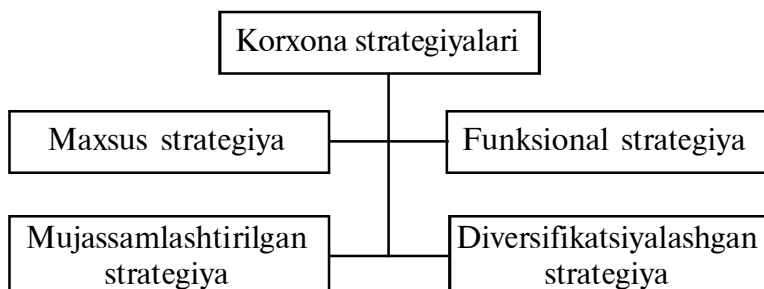 Korxona strategiyalari
Maxsus strategiya
Funksional strategiya
Mujassamlashtirilgan
strategiya
Diversifikatsiyalashgan
strategiya